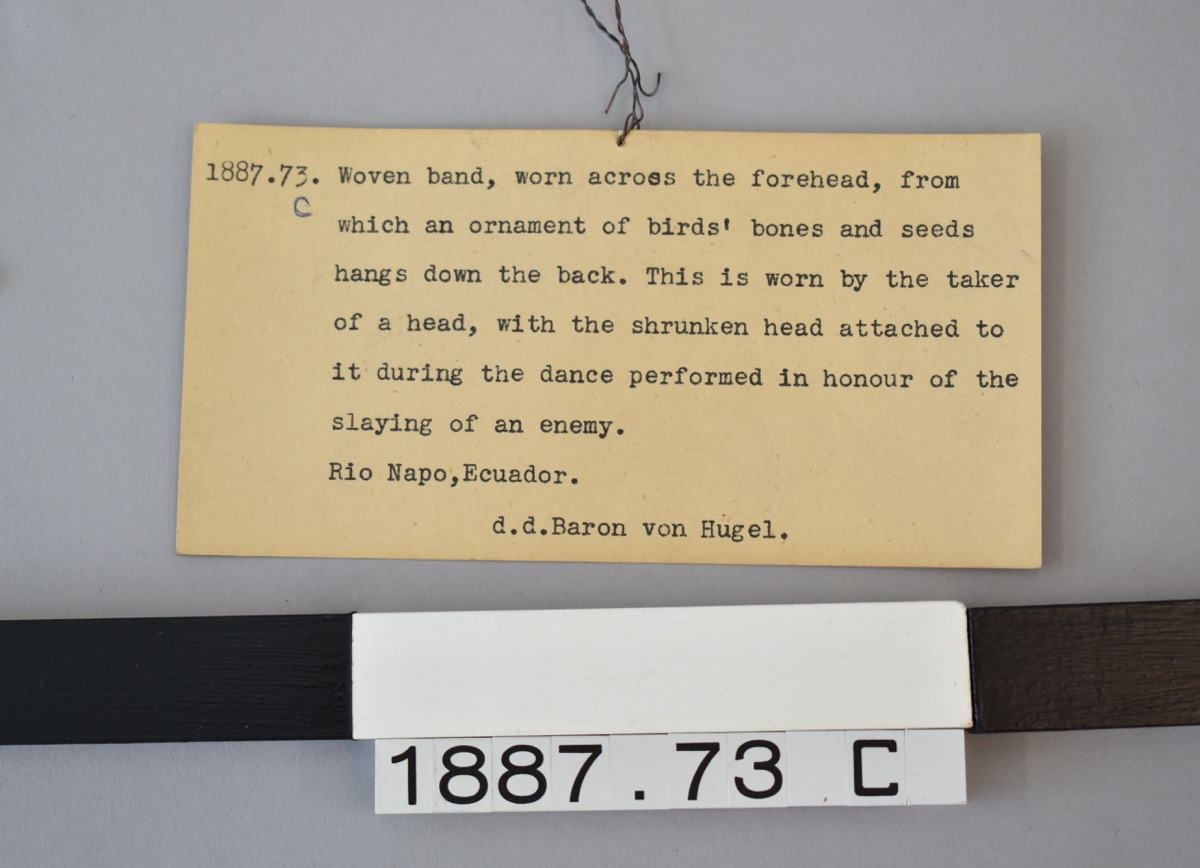 1887.73. Woven band, worn across the forehead, from
C
which an ornament of birds' bones and seeds
hangs down the back. This is worn by the taker
of a head, with the shrunken head attached to
it during the dance performed in honour of the
slaying of an enemy.
Rio Napo,Ecuador.
d.d.Baron von Hugel.
1887.73 C